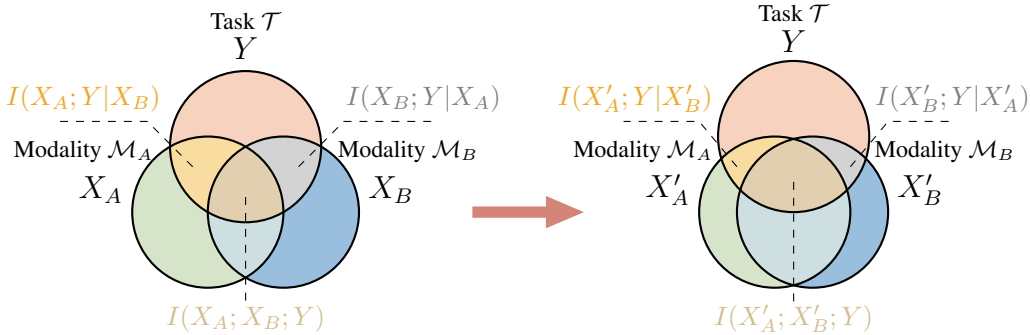 Task 𝒯
Y
I(X_A; Y|X_B)
I(X_B; Y|X_A)
Modality ℳ_A
Modality ℳ_B
X_A
X_B
I(X_A; X_B; Y)
Task 𝒯
Y
I(X′_A; Y|X′_B)
I(X′_B; Y|X′_A)
Modality ℳ_A
Modality ℳ_B
X′_A
X′_B
I(X′_A; X′_B; Y)